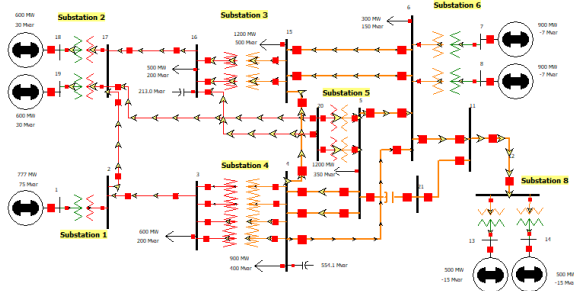 Substation 6
600 MW
30 Mvar
Substation 2
Substation 3
6
300 MW
150 Mvar
7
900 MW
-7 Mvar
18
17
16
1200 MW
500 Mvar
15
500 MW
200 Mvar
8
900 MW
-7 Mvar
19
213.0 Mvar
Substation 5
600 MW
30 Mvar
20
5
11
1200 MW
350 Mvar
12
2
3
Substation 4
4
777 MW
75 Mvar
1
21
Substation 8
Substation 1
600 MW
200 Mvar
13
14
900 MW
400 Mvar
554.1 Mvar
500 MW
-15 Mvar
500 MW
-15 Mvar